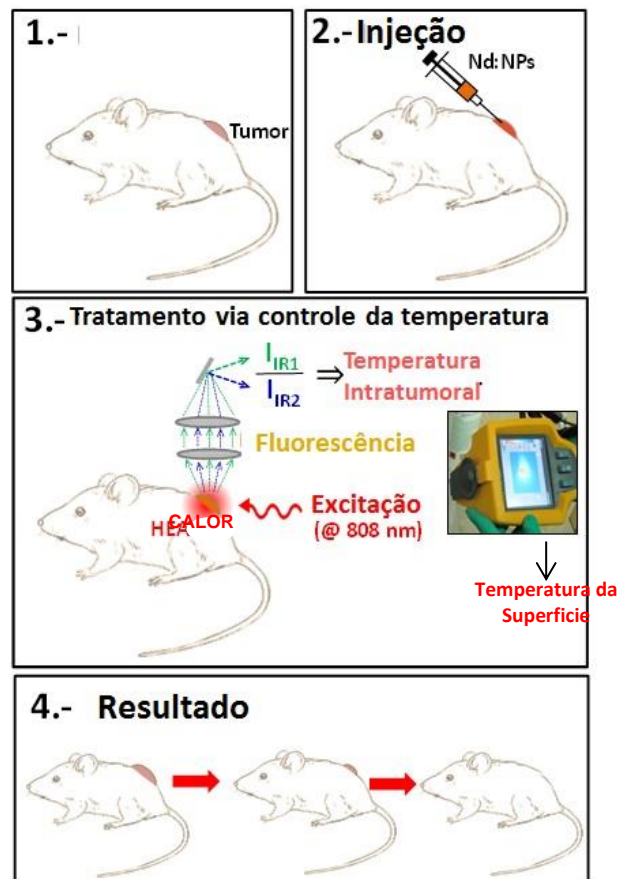 1.-
Tumor
2.-Injeção
Nd:NPs
3.- Tratamento via controle da temperatura
I_IR1
I_IR2
⇒
Temperatura
Intratumoral
Fluorescência
CALOR
Excitação
(@ 808 nm)
Temperatura da
Superficie
4.- Resultado